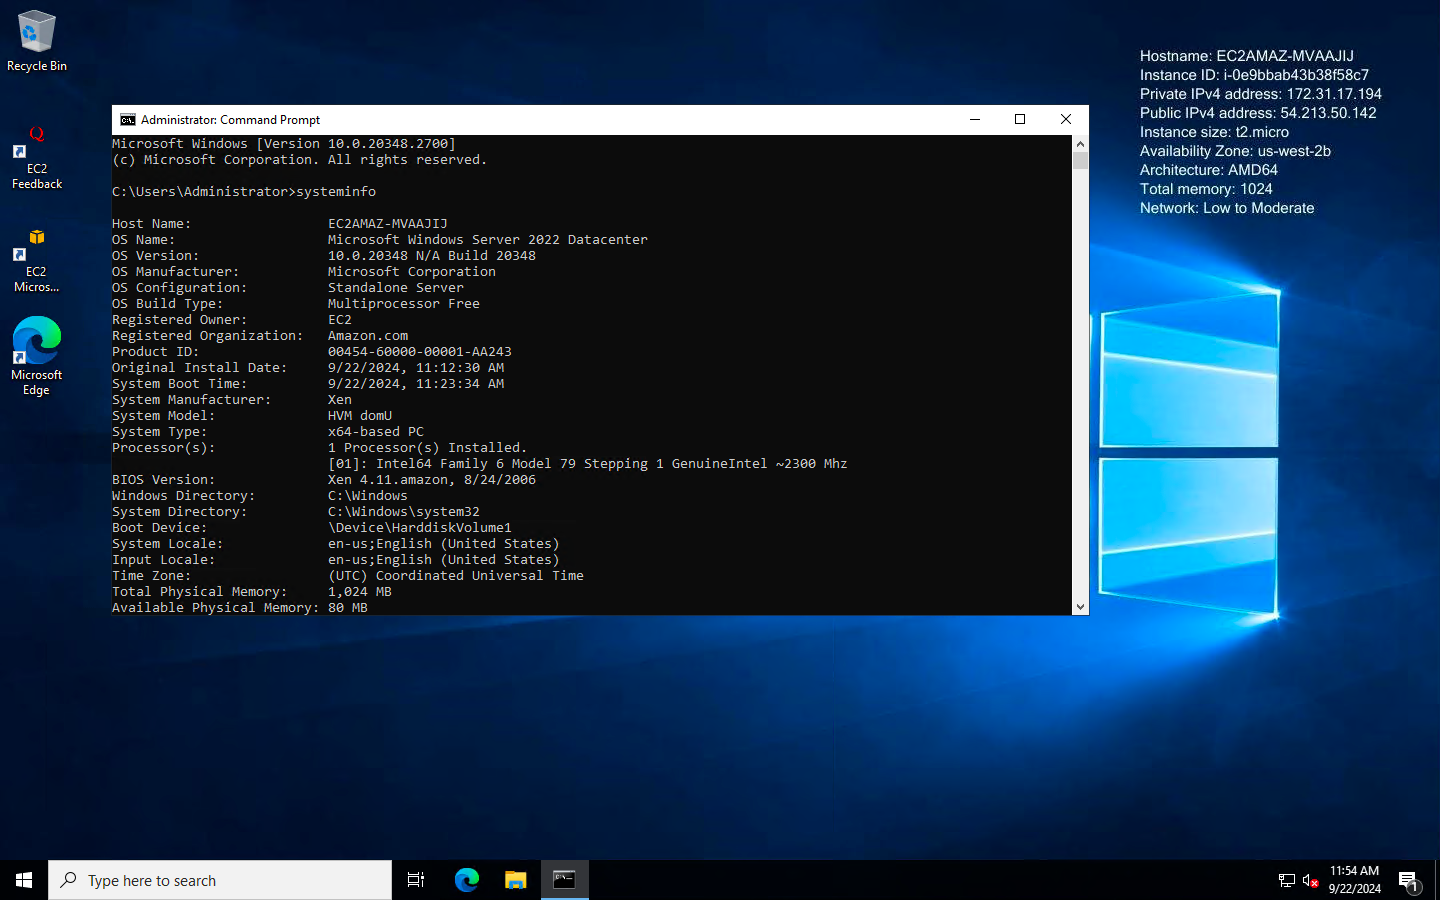 Recycle Bin
EC2
Feedback
EC2
Micros...
Microsoft
Edge
Administrator: Command Prompt
Microsoft Windows [Version 10.0.20348.2700]
(c) Microsoft Corporation. All rights reserved.
C:\Users\Administrator>systeminfo
Host Name: EC2AMAZ-MVAAJIJ
OS Name: Microsoft Windows Server 2022 Datacenter
OS Version: 10.0.20348 N/A Build 20348
OS Manufacturer: Microsoft Corporation
OS Configuration: Standalone Server
OS Build Type: Multiprocessor Free
Registered Owner: EC2
Registered Organization: Amazon.com
Product ID: 00454-60000-00001-AA243
Original Install Date: 9/22/2024, 11:12:30 AM
System Boot Time: 9/22/2024, 11:23:34 AM
System Manufacturer: Xen
System Model: HVM domU
System Type: x64-based PC
Processor(s): 1 Processor(s) Installed.
[01]: Intel64 Family 6 Model 79 Stepping 1 GenuineIntel ~2300 Mhz
BIOS Version: Xen 4.11.amazon, 8/24/2006
Windows Directory: C:\Windows
System Directory: C:\Windows\system32
Boot Device: \Device\HarddiskVolume1
System Locale: en-us;English (United States)
Input Locale: en-us;English (United States)
Time Zone: (UTC) Coordinated Universal Time
Total Physical Memory: 1,024 MB
Available Physical Memory: 80 MB
Hostname: EC2AMAZ-MVAAJIJ
Instance ID: i-0e9bbab43b38f58c7
Private IPv4 address: 172.31.17.194
Public IPv4 address: 54.213.50.142
Instance size: t2.micro
Availability Zone: us-west-2b
Architecture: AMD64
Total memory: 1024
Network: Low to Moderate
Type here to search
11:54 AM
9/22/2024
1